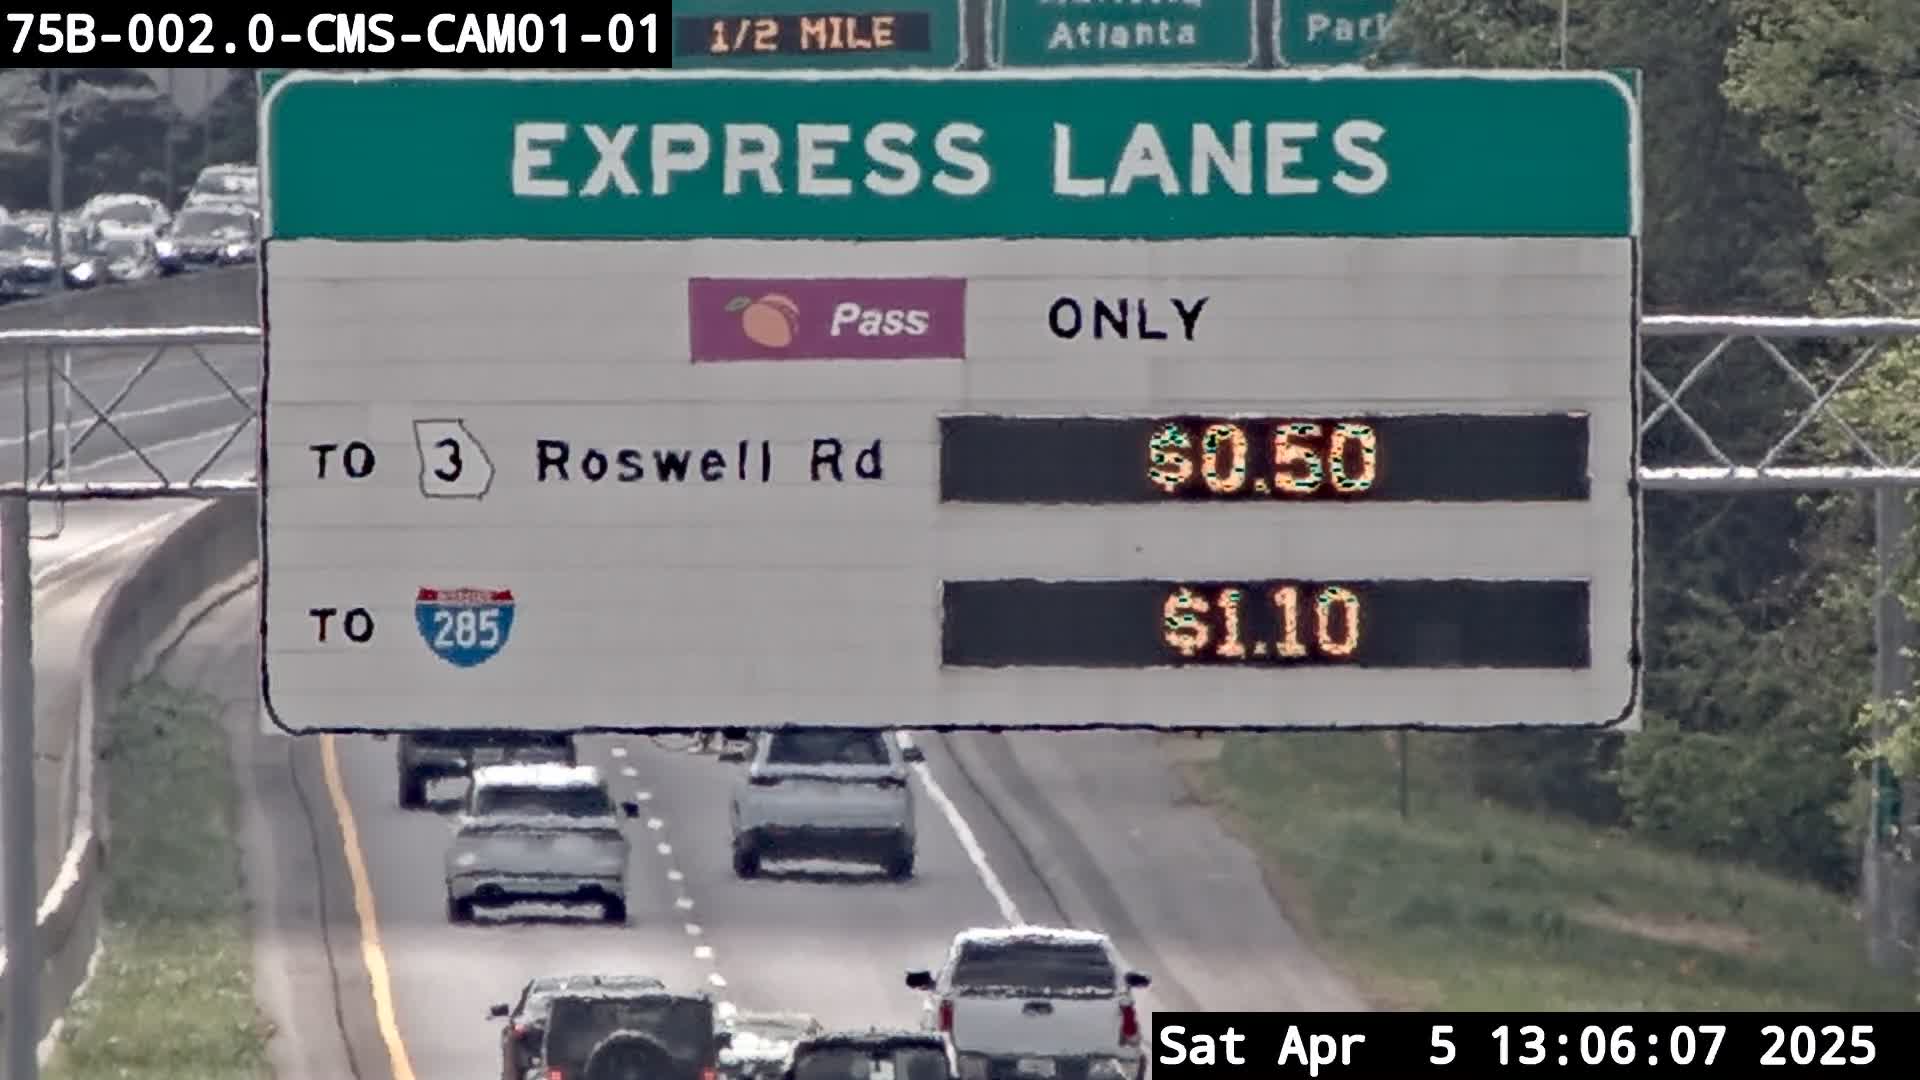 75B-002.0-CMS-CAM01-01
1/2 MILE
Atlanta
Park
EXPRESS LANES
Pass ONLY
TO 3 Roswell Rd $0.50
TO 285 $1.10
Sat Apr 5 13:06:07 2025